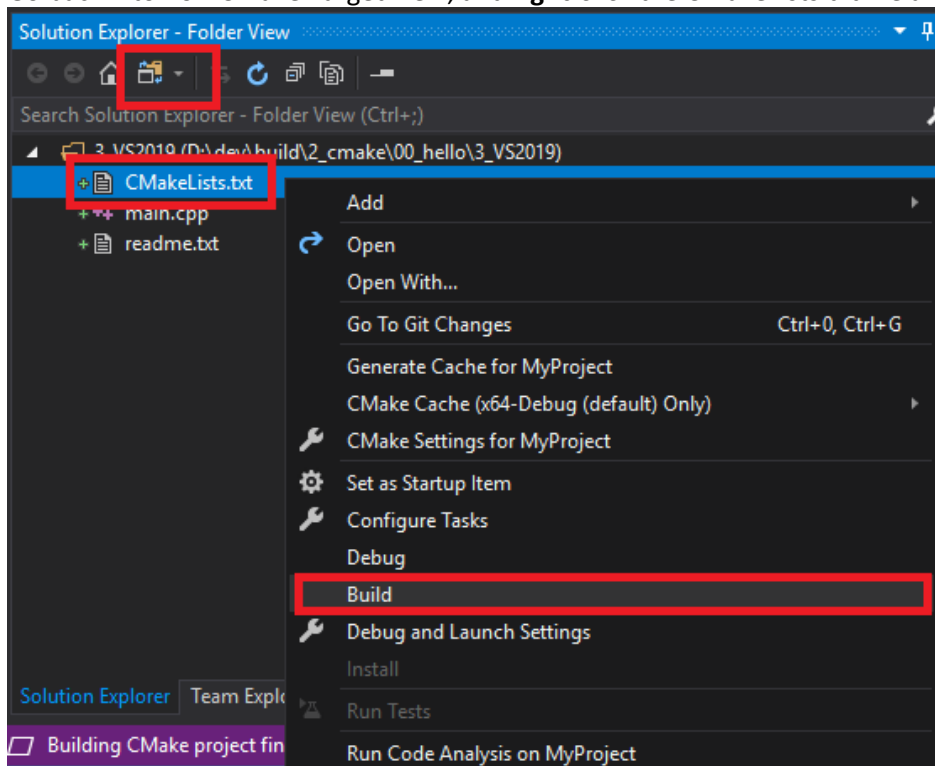 Solution Explorer - Folder View
Search Solution Explorer - Folder View (Ctrl+;)
3_VS2019 (D:\dev\build\2_cmake\00_hello\3_VS2019)
CMakeLists.txt
main.cpp
readme.txt
Add
Open
Open With...
Go To Git Changes Ctrl+0, Ctrl+G
Generate Cache for MyProject
CMake Cache (x64-Debug (default) Only)
CMake Settings for MyProject
Set as Startup Item
Configure Tasks
Debug
Build
Debug and Launch Settings
Install
Run Tests
Run Code Analysis on MyProject
Solution Explorer Team Explo
Building CMake project fin